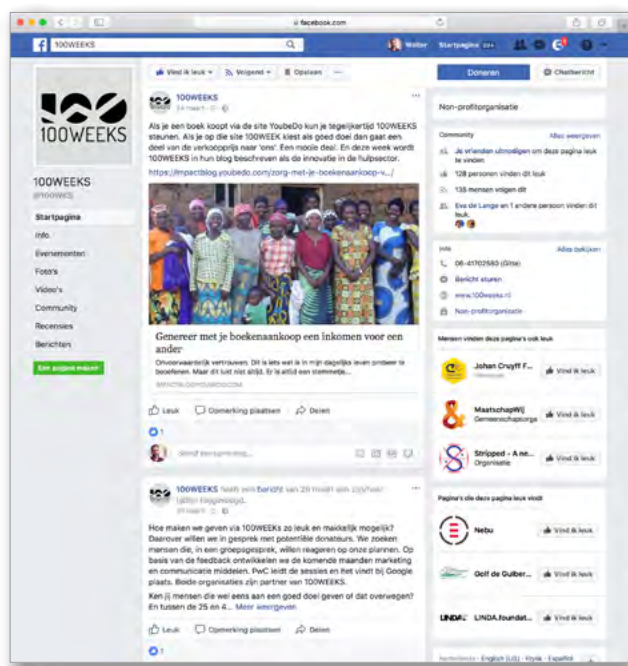 facebook.com
100WEEKS
Walter
Startpagina
Vind ik leuk
Volgend
Opslaan
Doneren
Chatbericht
100WEEKS
100WEEKS
Startpagina
Info
Evenementen
Foto's
Video's
Community
Recensies
Berichten
Een pagina maken
100WEEKS
Als je een boek koopt via de site YoubeDo kun je tegelijkertijd 100WEEKS
steunen. Als je op die site 100WEEK kiest als goed doel dan gaat een
deel van de verkoopprijs naar 'ons'. Een mooie deal. En deze week wordt
100WEEKS in hun blog beschreven als de innovatie in de hulpsector.
https://impactblog.youbedo.com/zorg-met-je-boekenaankoop-v.../
Genereer met je boekenaankoop een inkomen voor een
ander
Onvoorwaardelijk vertrouwen. Dit is iets wat ik in mijn dagelijks leven probeer te
beoefenen. Maar dit lukt niet altijd. Er is altijd een stemmetje...
IMPACTBLOG.YOUBEDO.COM
Leuk
Opmerking plaatsen
Delen
1
100WEEKS heeft een bericht van 29 maart
Hoe maken we geven via 100WEEKs zo leuk en makkelijk mogelijk?
Daarover willen we in gesprek met potentiële donateurs. We zoeken
mensen die, in een groepsgesprek, willen reageren op onze plannen. Op
basis van de feedback ontwikkelen we de komende maanden marketing
en communicatie middelen. PwC leidt de sessies en het vindt bij Google
plaats. Beide organisaties zijn partner van 100WEEKS.
Ken jij mensen die wel eens aan een goed doel geven of dat overwegen?
En tussen de 25 en 4... Meer weergeven
Leuk
Opmerking plaatsen
Delen
1
Non-profitorganisatie
Community
Alles weergeven
Je vrienden uitnodigen om deze pagina leuk
te vinden
128 personen vinden dit leuk
135 mensen volgen dit
Eva de Lange en 1 andere persoon vinden dit
leuk
Info
Alles bekijken
06-41702580 (Gitte)
Bericht sturen
www.100weeks.nl
Non-profitorganisatie
Mensen vinden deze pagina's ook leuk
Johan Cruyff F...
Vind ik leuk
MaatschapWij
Gemeenschapsorga
Vind ik leuk
Stripped - A ne...
Organisatie
Vind ik leuk
Pagina's die deze pagina leuk vindt
Nebu
Vind ik leuk
Golf de Gulber...
Vind ik leuk
LINDA.
LINDA.foundat...
Vind ik leuk
Nederlands · English (US) · Frysk · Español ·